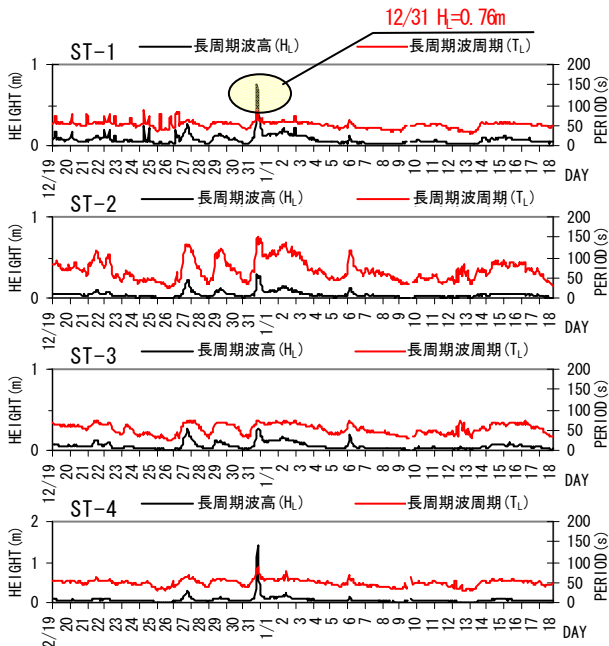 12/31 H_L=0.76m
ST-1 長周期波高(H_L) 長周期波周期(T_L)
HEIGHT(m) 1 0
PERIOD(s) 200 150 100 50 0
12/19 20 21 22 23 24 25 26 27 28 29 30 31 1/1 2 3 4 5 6 7 8 9 10 11 12 13 14 15 16 17 18 DAY
ST-2 長周期波高(H_L) 長周期波周期(T_L)
HEIGHT(m) 1 0
PERIOD(s) 200 150 100 50 0
12/19 20 21 22 23 24 25 26 27 28 29 30 31 1/1 2 3 4 5 6 7 8 9 10 11 12 13 14 15 16 17 18 DAY
ST-3 長周期波高(H_L) 長周期波周期(T_L)
HEIGHT(m) 1 0
PERIOD(s) 200 150 100 50 0
12/19 20 21 22 23 24 25 26 27 28 29 30 31 1/1 2 3 4 5 6 7 8 9 10 11 12 13 14 15 16 17 18 DAY
ST-4 長周期波高(H_L) 長周期波周期(T_L)
HEIGHT(m) 2 1 0
PERIOD(s) 200 150 100 50 0
2/19 20 21 22 23 24 25 26 27 28 29 30 31 1/1 2 3 4 5 6 7 8 9 10 11 12 13 14 15 16 17 18 DAY